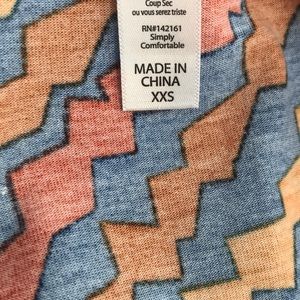 Coup Sec
ou vous serez triste
RN#142161
Simply
Comfortable
MADE IN
CHINA
XXS